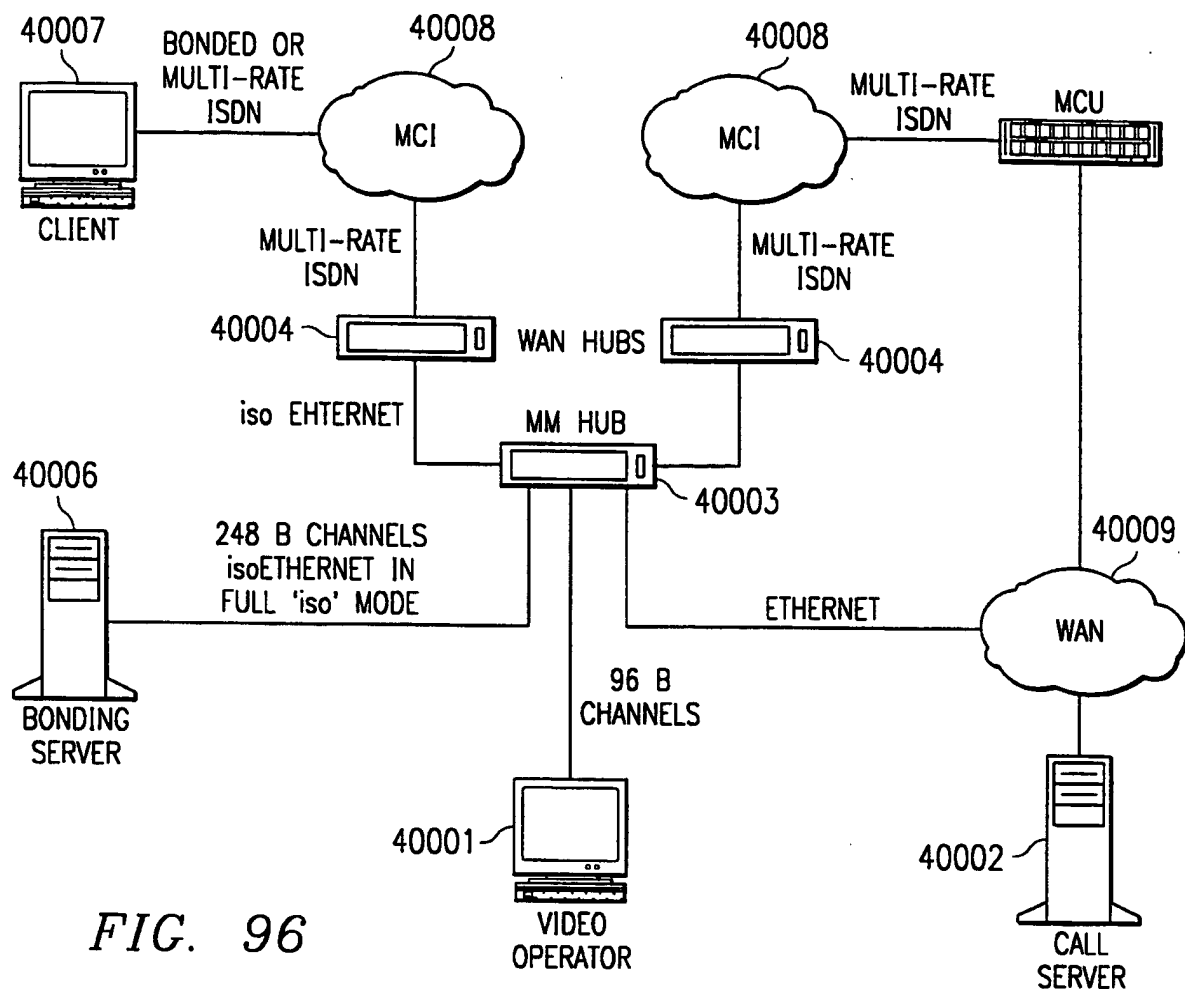 40007
BONDED OR
MULTI-RATE
ISDN
40008
MCI
40008
MCI
MULTI-RATE
ISDN
MCU
CLIENT
MULTI-RATE
ISDN
MULTI-RATE
ISDN
40004
WAN HUBS
40004
iso EHTERNET
MM HUB
40003
40006
248 B CHANNELS
isoETHERNET IN
FULL 'iso' MODE
ETHERNET
40009
WAN
BONDING
SERVER
96 B
CHANNELS
40001
VIDEO
OPERATOR
40002
CALL
SERVER
FIG. 96